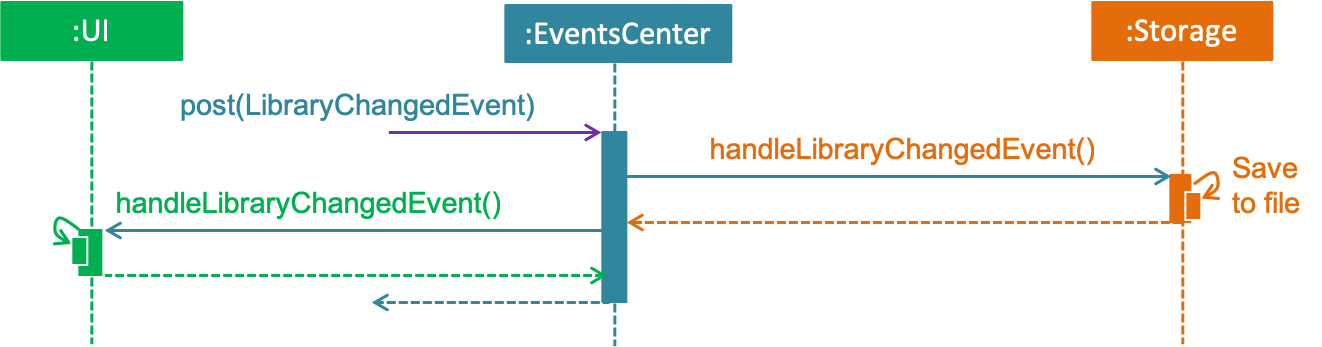 :UI
:EventsCenter
:Storage
post(LibraryChangedEvent)
handleLibraryChangedEvent()
Save
to file
handleLibraryChangedEvent()